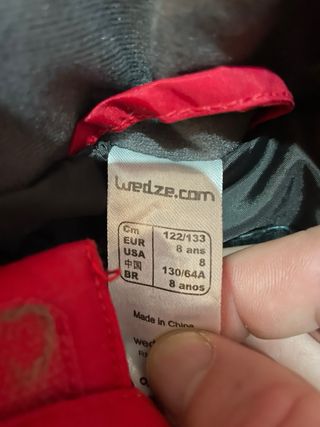 wedze.com
Cm 122/133
EUR 8 ans
USA 8
中国 130/64A
BR 8 anos
Made in China